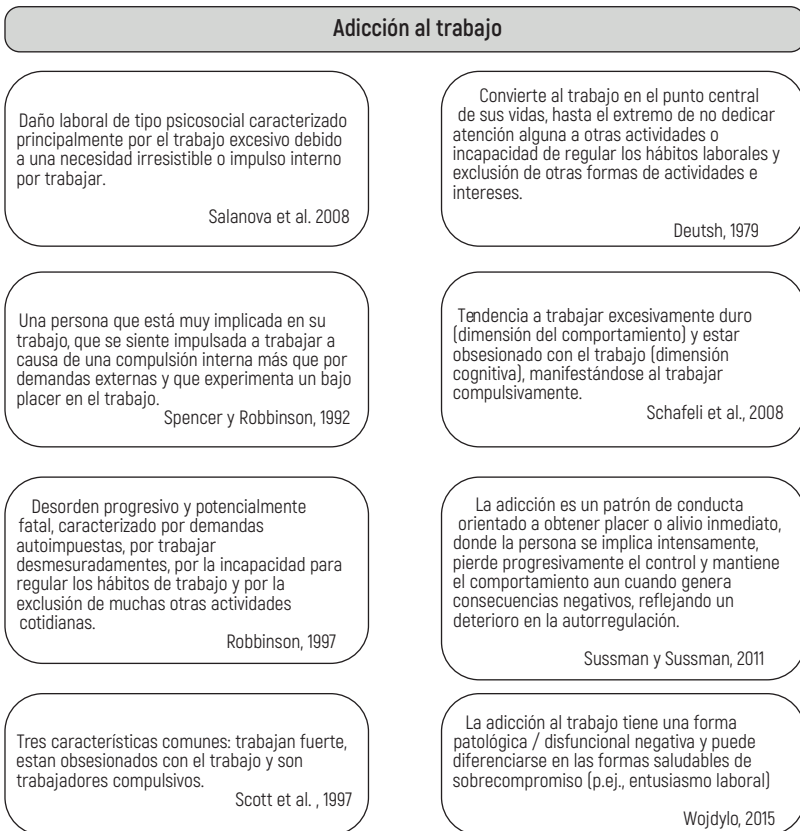 Adicción al trabajo
Daño laboral de tipo psicosocial caracterizado
principalmente por el trabajo excesivo debido
a una necesidad irresistible o impulso interno
por trabajar.
Salanova et al. 2008
Convierte al trabajo en el punto central
de sus vidas, hasta el extremo de no dedicar
atención alguna a otras actividades o
incapacidad de regular los hábitos laborales y
exclusión de otras formas de actividades e
intereses.
Deutsh, 1979
Una persona que está muy implicada en su
trabajo, que se siente impulsada a trabajar a
causa de una compulsión interna más que por
demandas externas y que experimenta un bajo
placer en el trabajo.
Spencer y Robbinson, 1992
Tendencia a trabajar excesivamente duro
(dimensión del comportamiento) y estar
obsesionado con el trabajo (dimensión
cognitiva), manifestándose al trabajar
compulsivamente.
Schafeli et al., 2008
Desorden progresivo y potencialmente
fatal, caracterizado por demandas
autoimpuestas, por trabajar
desmesuradamentes, por la incapacidad para
regular los hábitos de trabajo y por la
exclusión de muchas otras actividades
cotidianas.
Robbinson, 1997
La adicción es un patrón de conducta
orientado a obtener placer o alivio inmediato,
donde la persona se implica intensamente,
pierde progresivamente el control y mantiene
el comportamiento aun cuando genera
consecuencias negativos, reflejando un
deterioro en la autorregulación.
Sussman y Sussman, 2011
Tres características comunes: trabajan fuerte,
estan obsesionados con el trabajo y son
trabajadores compulsivos.
Scott et al. , 1997
La adicción al trabajo tiene una forma
patológica / disfuncional negativa y puede
diferenciarse en las formas saludables de
sobrecompromiso (p.ej., entusiasmo laboral)
Wojdylo, 2015